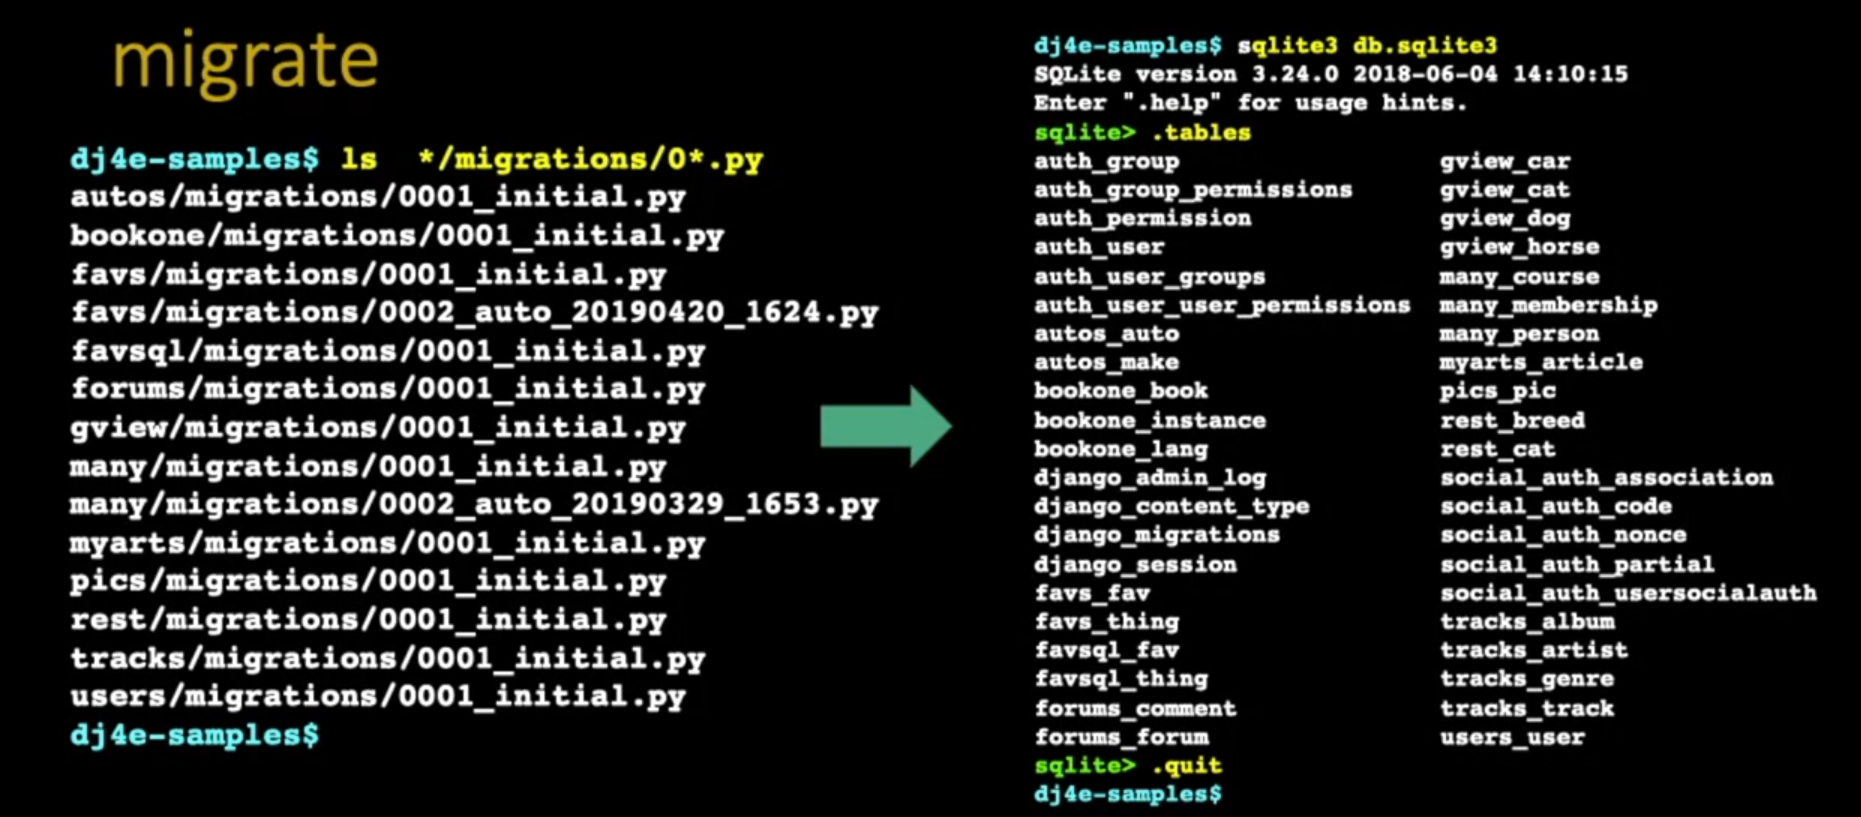 migrate
dj4e-samples$ ls  */migrations/0*.py
autos/migrations/0001_initial.py
bookone/migrations/0001_initial.py
favs/migrations/0001_initial.py
favs/migrations/0002_auto_20190420_1624.py
favsql/migrations/0001_initial.py
forums/migrations/0001_initial.py
gview/migrations/0001_initial.py
many/migrations/0001_initial.py
many/migrations/0002_auto_20190329_1653.py
myarts/migrations/0001_initial.py
pics/migrations/0001_initial.py
rest/migrations/0001_initial.py
tracks/migrations/0001_initial.py
users/migrations/0001_initial.py
dj4e-samples$
dj4e-samples$ sqlite3 db.sqlite3
SQLite version 3.24.0 2018-06-04 14:10:15
Enter ".help" for usage hints.
sqlite> .tables
auth_group gview_car
auth_group_permissions gview_cat
auth_permission gview_dog
auth_user gview_horse
auth_user_groups many_course
auth_user_user_permissions many_membership
autos_auto many_person
autos_make myarts_article
bookone_book pics_pic
bookone_instance rest_breed
bookone_lang rest_cat
django_admin_log social_auth_association
django_content_type social_auth_code
django_migrations social_auth_nonce
django_session social_auth_partial
favs_fav social_auth_usersocialauth
favs_thing tracks_album
favsql_fav tracks_artist
favsql_thing tracks_genre
forums_comment tracks_track
forums_forum users_user
sqlite> .quit
dj4e-samples$